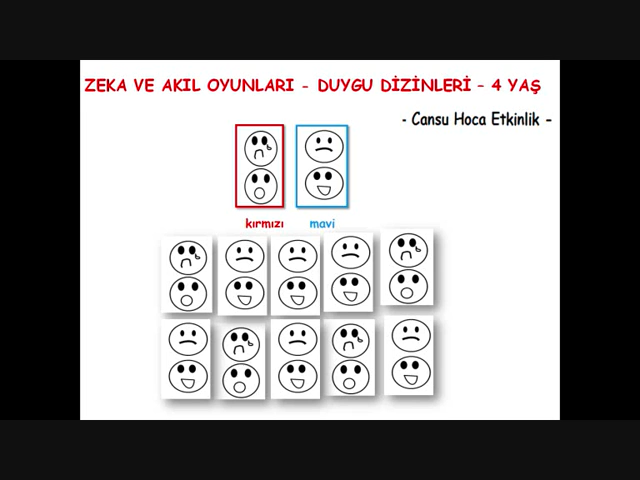 ZEKA VE AKIL OYUNLARI - DUYGU DİZİNLERİ - 4 YAŞ
- Cansu Hoca Etkinlik -
kırmızı mavi